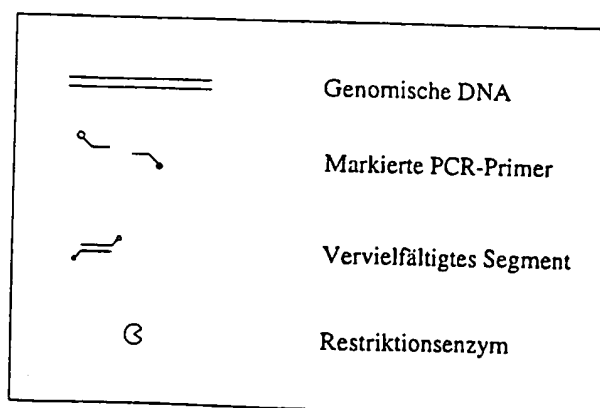 Genomische DNA
Markierte PCR-Primer
Vervielfältigtes Segment
Restriktionsenzym